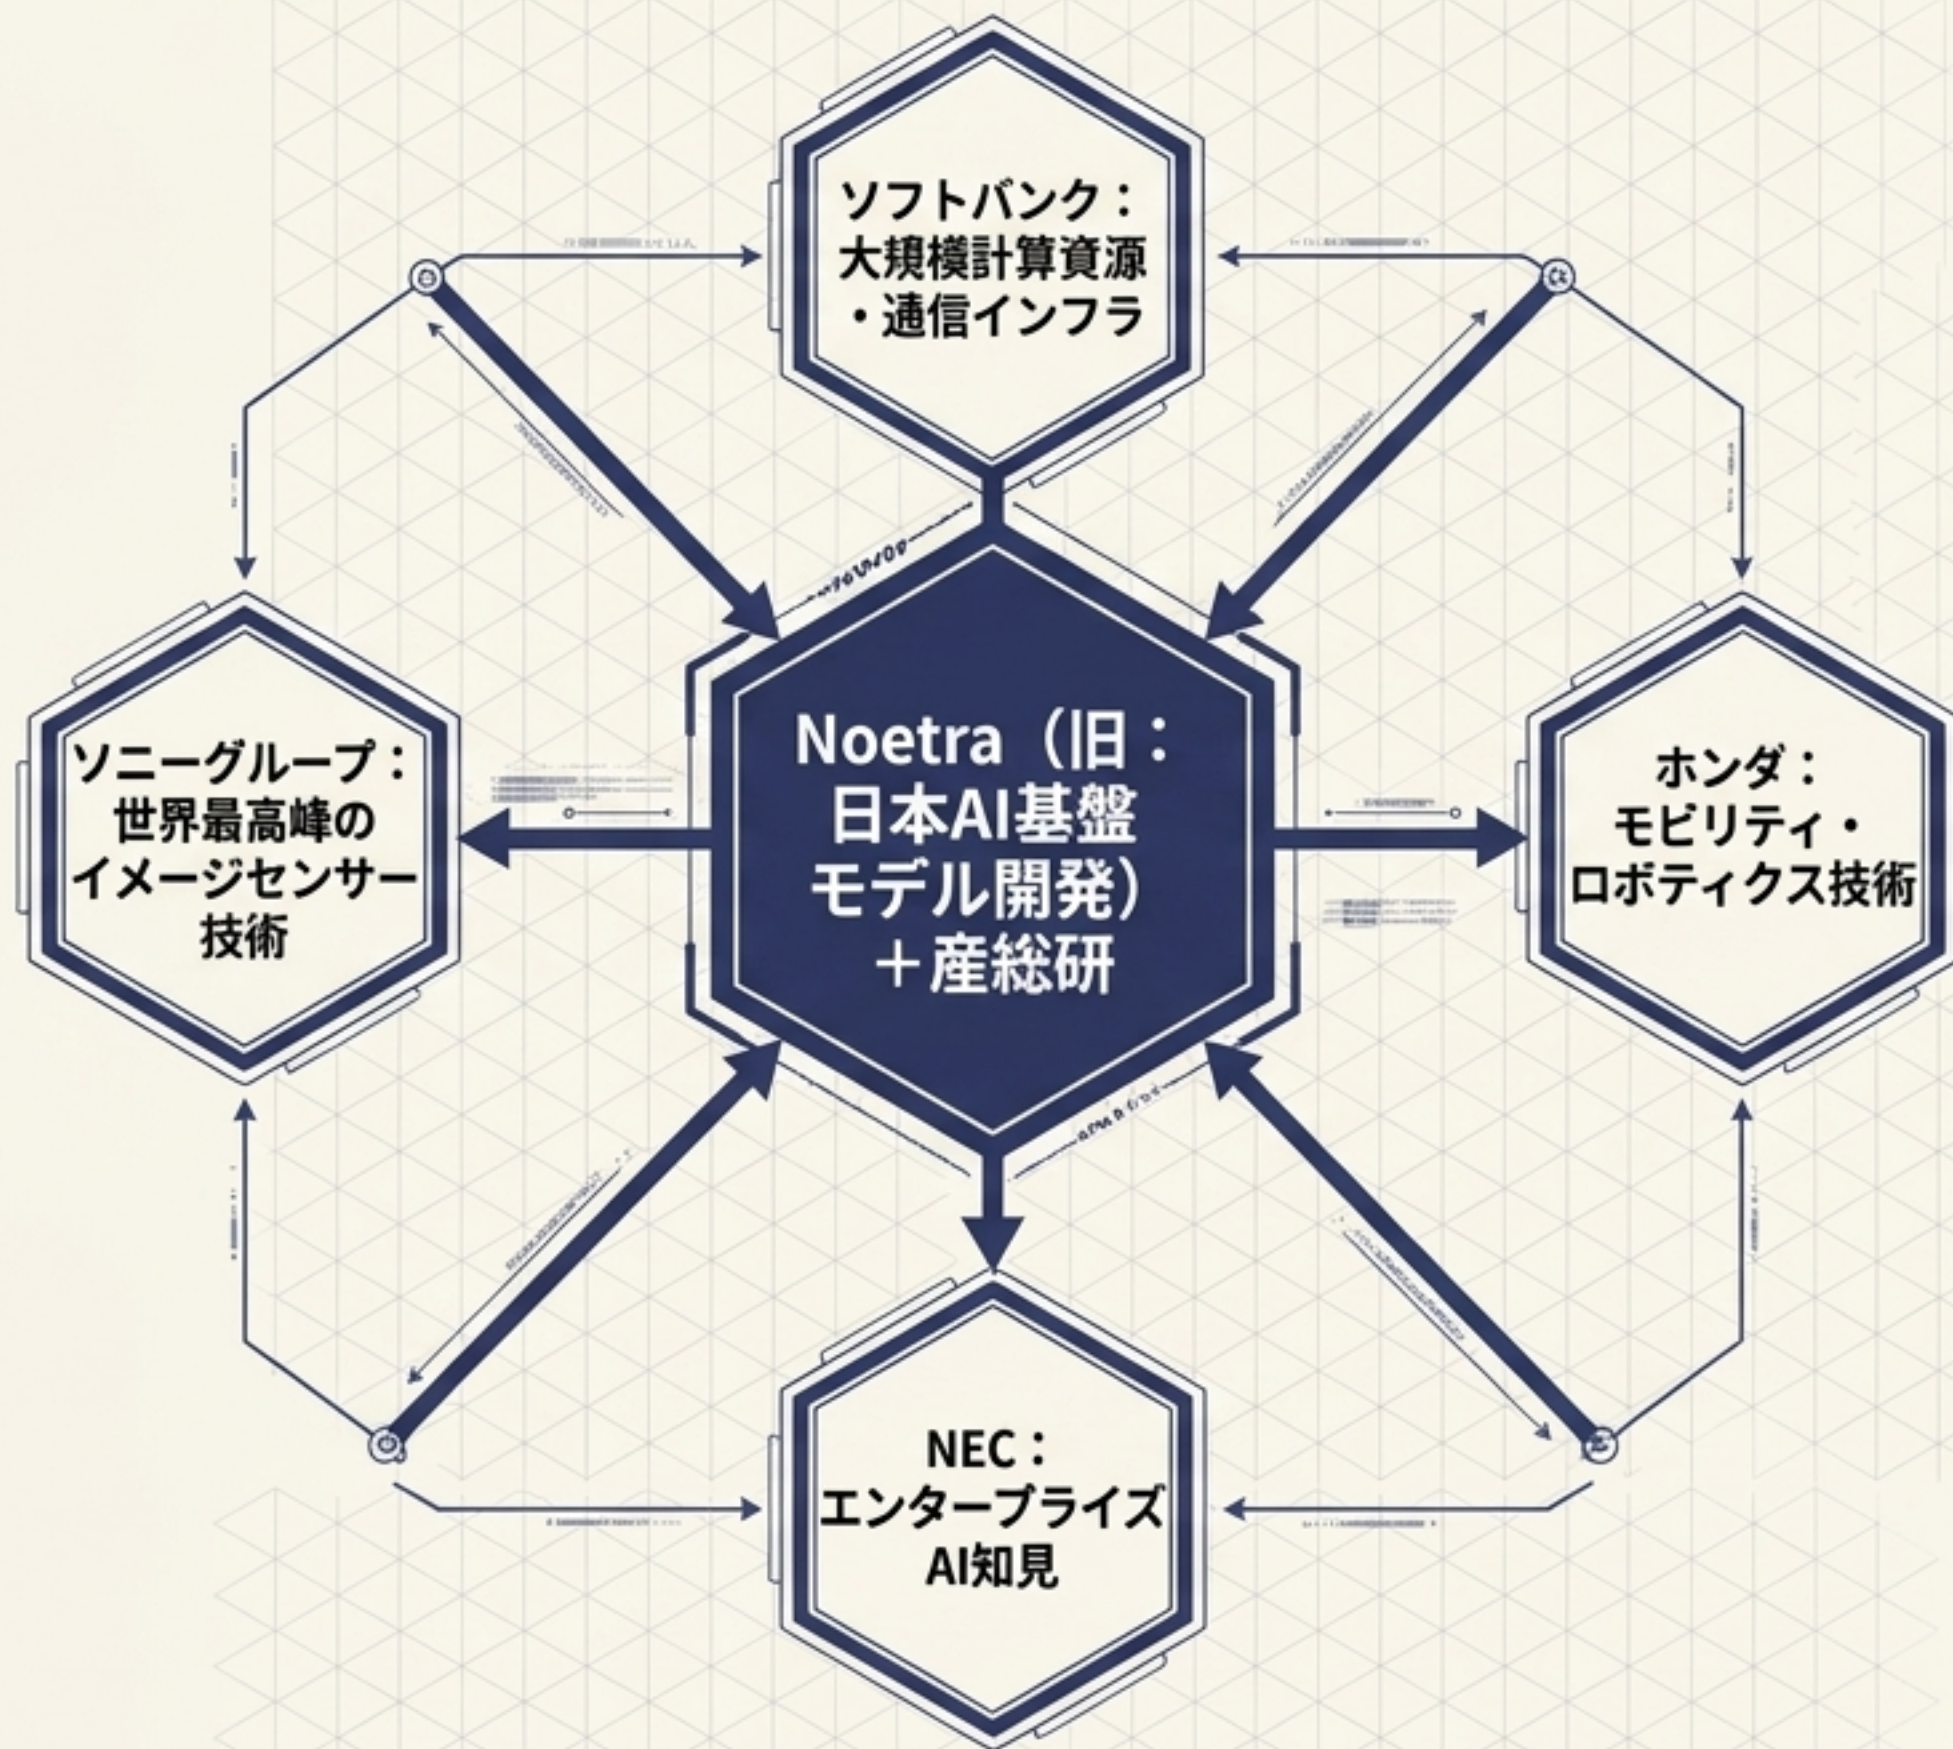 ソフトバンク：
大規模計算資源
・通信インフラ
ソニーグループ：
世界最高峰の
イメージセンサー
技術
Noetra（旧：
日本AI基盤
モデル開発）
＋産総研
ホンダ：
モビリティ・
ロボティクス技術
NEC：
エンタープライズ
AI知見